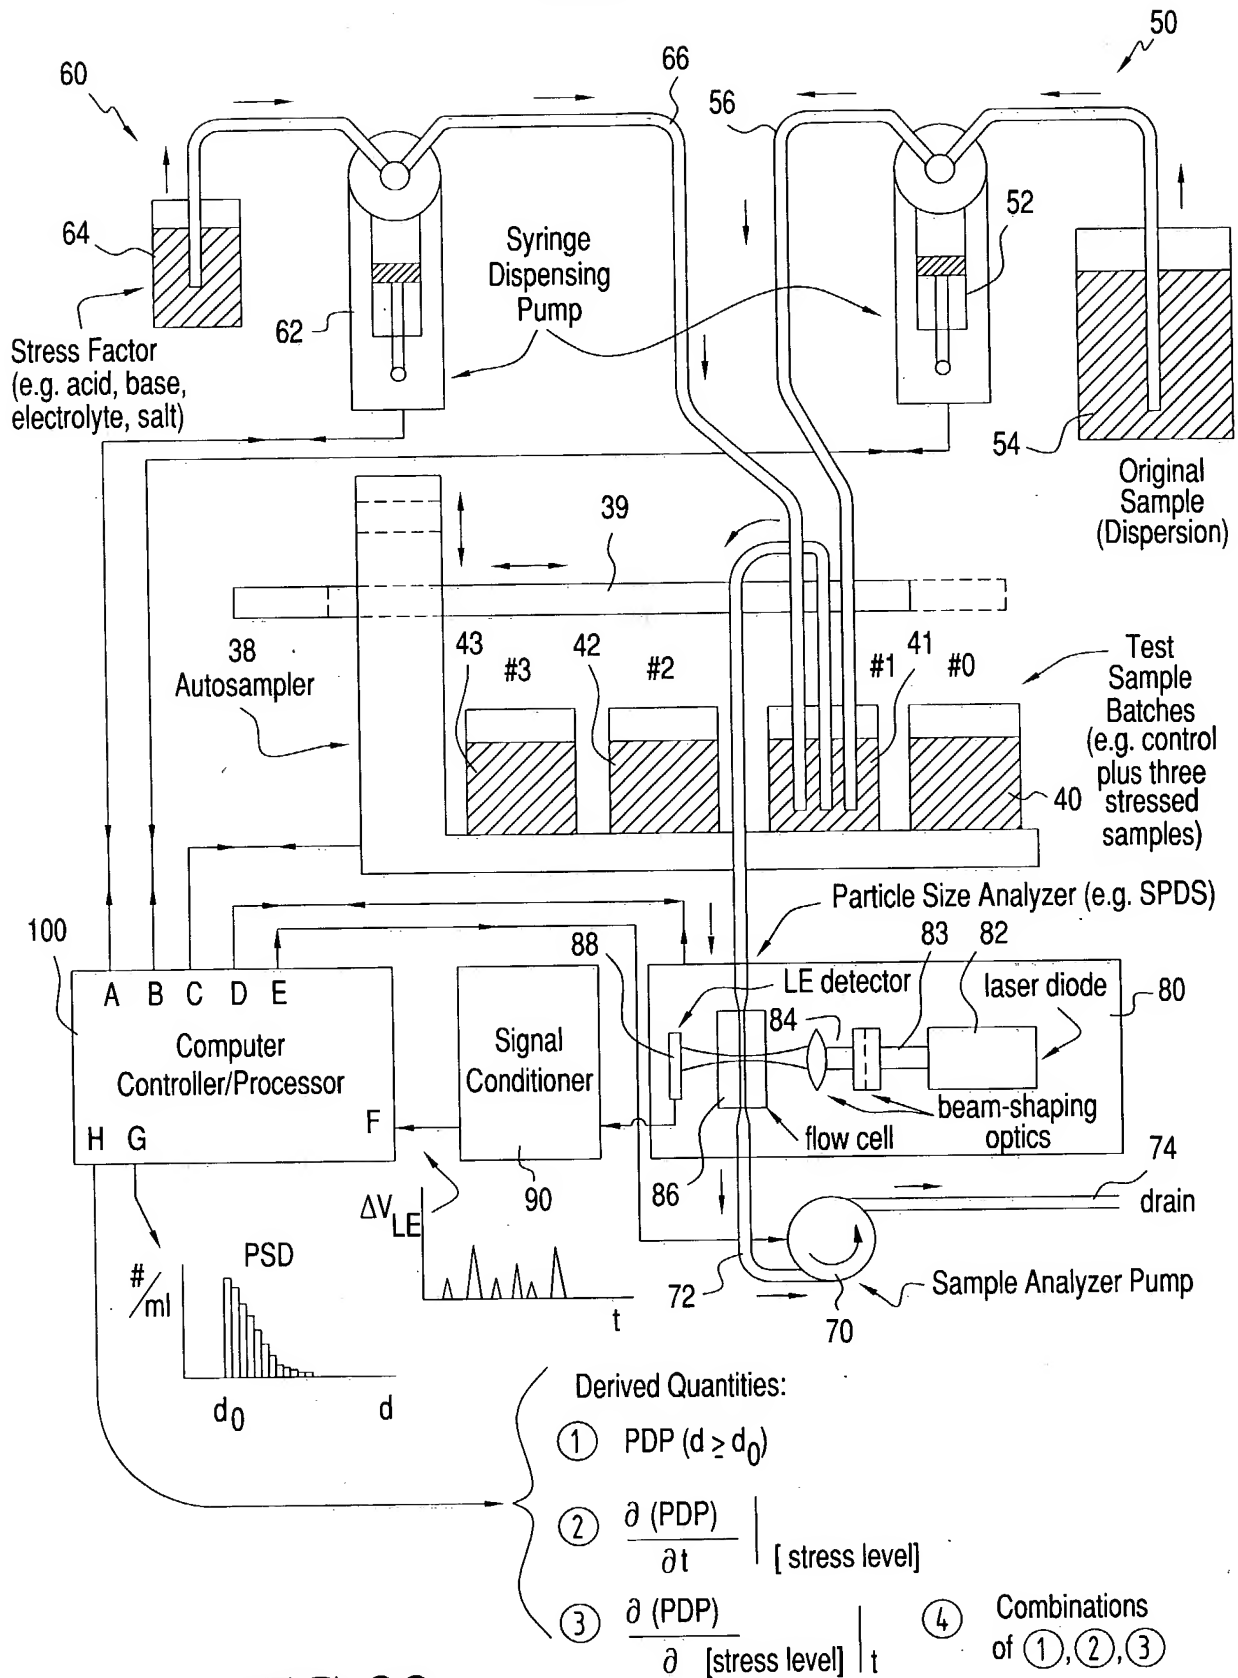 50
60
66
56
64
Syringe
Dispensing
Pump
52
62
Stress Factor
(e.g. acid, base,
electrolyte, salt)
54
Original
Sample
(Dispersion)
39
38
Autosampler
43
#3
42
#2
#1
41
#0
Test
Sample
Batches
(e.g. control
plus three
stressed
samples)
40
Particle Size Analyzer (e.g. SPDS)
100
88
83
82
A B C D E
LE detector
laser diode
80
84
Computer
Controller/Processor
Signal
Conditioner
H G
F
beam-shaping
optics
flow cell
86
90
74
drain
ΔV LE
t
PSD
#/ml
d0
d
72
70
Sample Analyzer Pump
Derived Quantities:
① PDP (d ≥ d0)
② ∂ (PDP) / ∂t | [ stress level]
③ ∂ (PDP) / ∂ [stress level] | t
④ Combinations
of ①,②,③